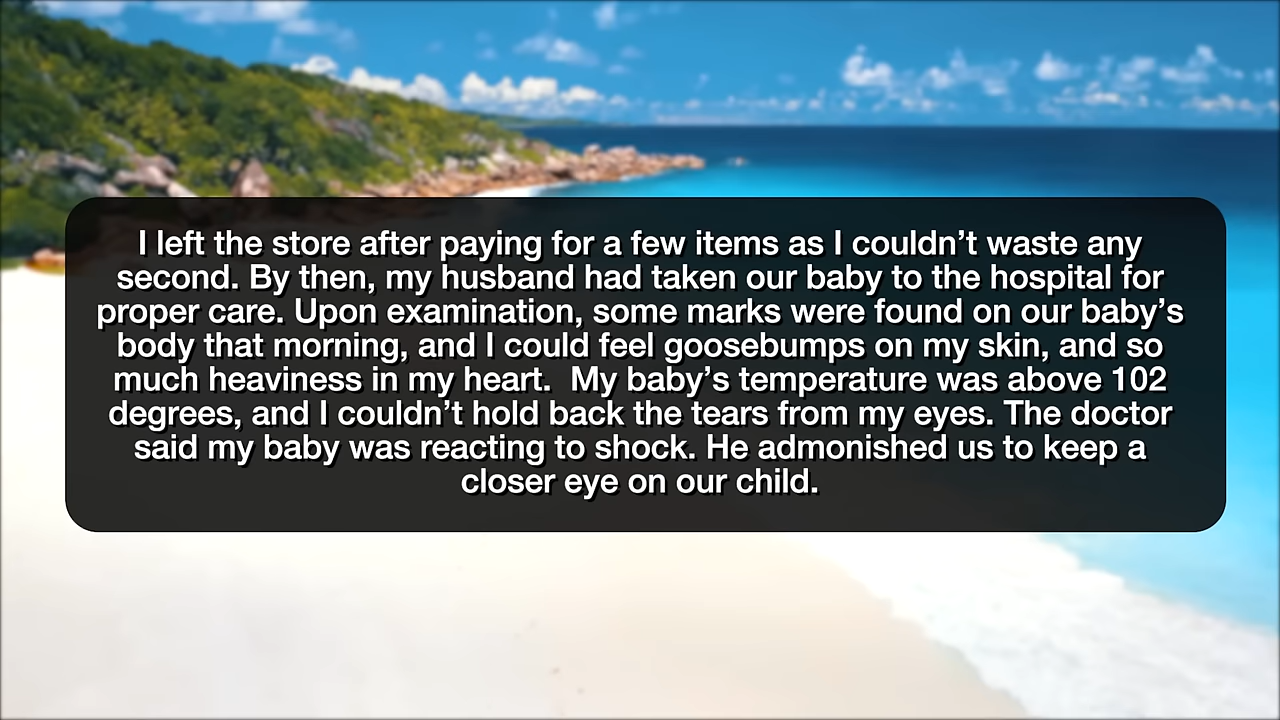 I left the store after paying for a few items as I couldn’t waste any
second. By then, my husband had taken our baby to the hospital for
proper care. Upon examination, some marks were found on our baby’s
body that morning, and I could feel goosebumps on my skin, and so
much heaviness in my heart.  My baby’s temperature was above 102
degrees, and I couldn’t hold back the tears from my eyes. The doctor
said my baby was reacting to shock. He admonished us to keep a
closer eye on our child.